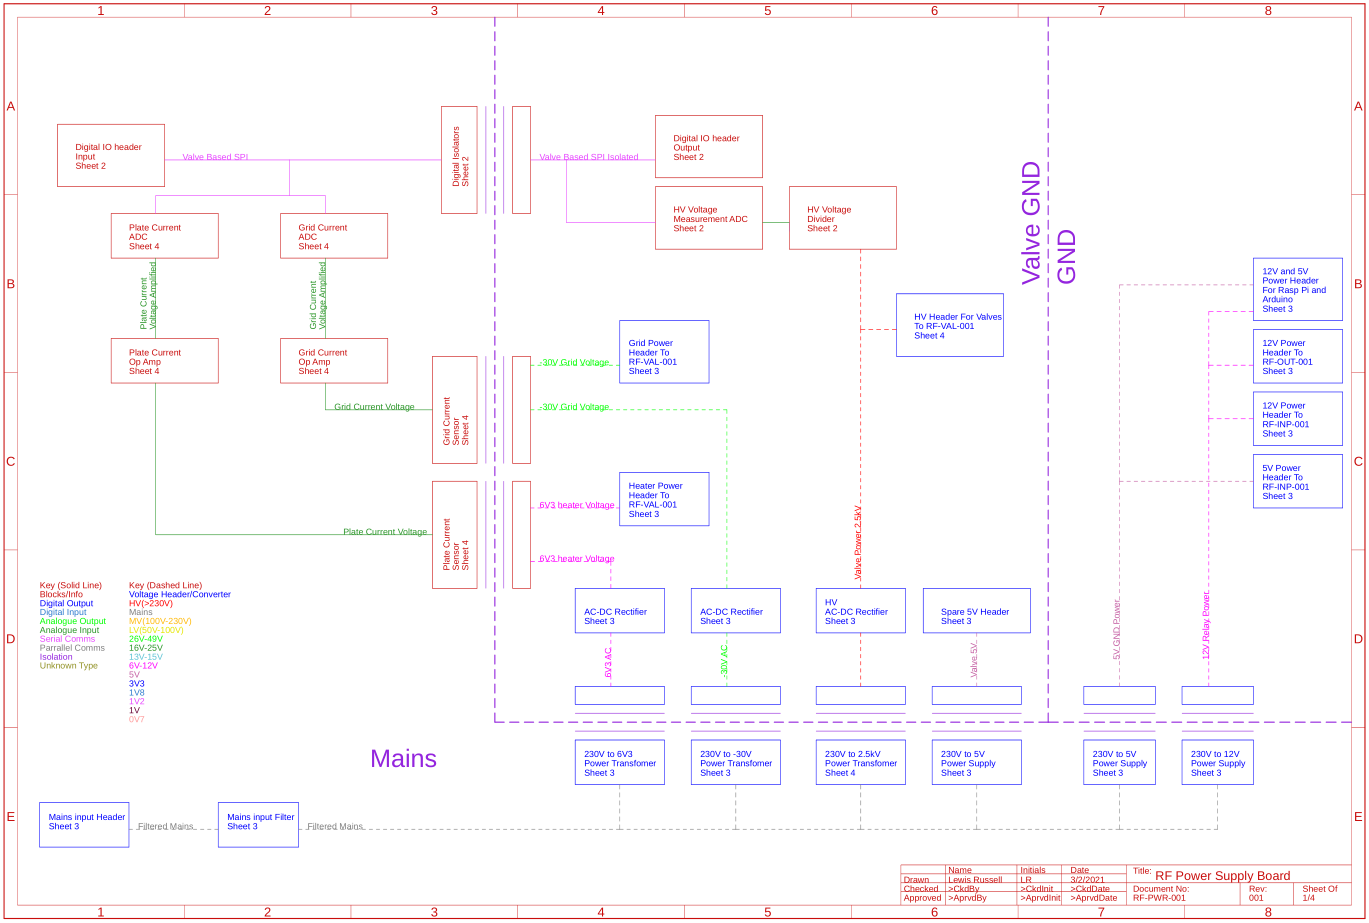 1 2 3 4 5 6 7 8
A A
Digital IO header
Input
Sheet 2
Valve Based SPI
Digital Isolators
Sheet 2
Valve Based SPI Isolated
Digital IO header
Output
Sheet 2
Plate Current
ADC
Sheet 4
Grid Current
ADC
Sheet 4
HV Voltage
Measurement ADC
Sheet 2
HV Voltage
Divider
Sheet 2
Valve GND
GND
B B
Plate Current
Voltage Amplified
Grid Current
Voltage Amplified
12V and 5V
Power Header
For Rasp Pi and
Arduino
Sheet 3
HV Header For Valves
To RF-VAL-001
Sheet 4
Plate Current
Op Amp
Sheet 4
Grid Current
Op Amp
Sheet 4
-30V Grid Voltage
Grid Power
Header To
RF-VAL-001
Sheet 3
12V Power
Header To
RF-OUT-001
Sheet 3
Grid Current Voltage
Grid Current
Sensor
Sheet 4
-30V Grid Voltage
12V Power
Header To
RF-INP-001
Sheet 3
C C
5V Power
Header To
RF-INP-001
Sheet 3
Plate Current Voltage
Plate Current
Sensor
Sheet 4
6V3 heater Voltage
Heater Power
Header To
RF-VAL-001
Sheet 3
6V3 heater Voltage
Valve Power 2.5kV
Key (Solid Line)
Blocks/Info
Digital Output
Digital Input
Analogue Output
Analogue Input
Serial Comms
Parrallel Comms
Isolation
Unknown Type
Key (Dashed Line)
Voltage Header/Converter
HV(>230V)
Mains
MV(100V-230V)
LV(50V-100V)
26V-49V
16V-25V
13V-15V
6V-12V
5V
3V3
1V8
1V2
1V
0V7
D D
AC-DC Rectifier
Sheet 3
AC-DC Rectifier
Sheet 3
HV
AC-DC Rectifier
Sheet 3
Spare 5V Header
Sheet 3
6V3 AC
-30V AC
Valve 5V
5V GND Power
12V Relay Power
Mains
230V to 6V3
Power Transfomer
Sheet 3
230V to -30V
Power Transfomer
Sheet 3
230V to 2.5kV
Power Transfomer
Sheet 4
230V to 5V
Power Supply
Sheet 3
230V to 5V
Power Supply
Sheet 3
230V to 12V
Power Supply
Sheet 3
E E
Mains input Header
Sheet 3
Filtered Mains
Mains input Filter
Sheet 3
Filtered Mains
Name Initials Date
Drawn Lewis Russell LR 3/2/2021
Checked >CkdBy >CkdInit >CkdDate
Approved >AprvdBy >AprvdInit >AprvdDate
Title: RF Power Supply Board
Document No:
RF-PWR-001
Rev:
001
Sheet Of
1/4
1 2 3 4 5 6 7 8